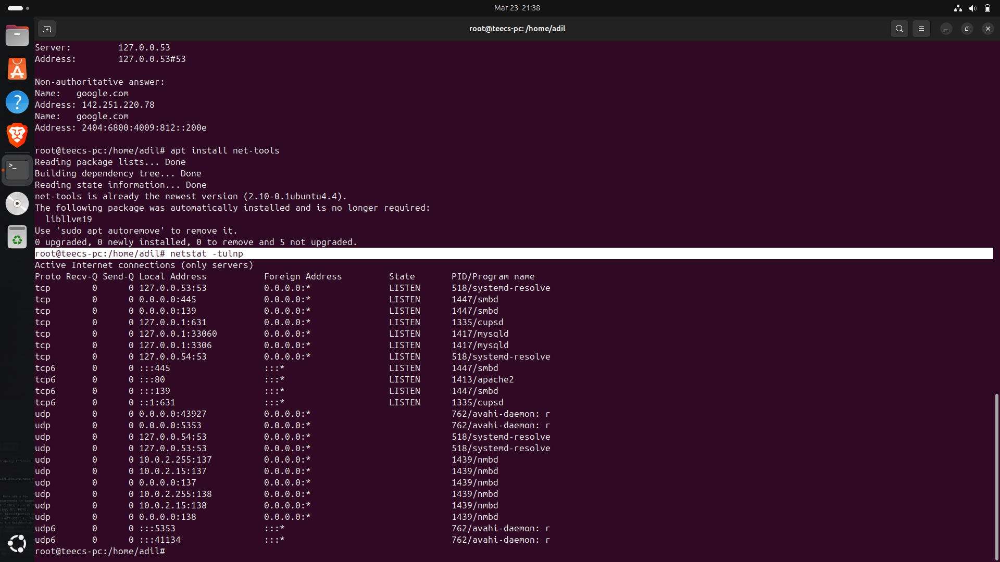 Mar 23 21:38
root@teecs-pc: /home/adil
Server:         127.0.0.53
Address:        127.0.0.53#53
Non-authoritative answer:
Name:   google.com
Address: 142.251.220.78
Name:   google.com
Address: 2404:6800:4009:812::200e
root@teecs-pc:/home/adil# apt install net-tools
Reading package lists... Done
Building dependency tree... Done
Reading state information... Done
net-tools is already the newest version (2.10-0.1ubuntu4.4).
The following package was automatically installed and is no longer required:
  libllvm19
Use 'sudo apt autoremove' to remove it.
0 upgraded, 0 newly installed, 0 to remove and 5 not upgraded.
root@teecs-pc:/home/adil# netstat -tulnp
Active Internet connections (only servers)
Proto Recv-Q Send-Q Local Address           Foreign Address         State       PID/Program name
tcp        0      0 127.0.0.53:53           0.0.0.0:*               LISTEN      518/systemd-resolve
tcp        0      0 0.0.0.0:445             0.0.0.0:*               LISTEN      1447/smbd
tcp        0      0 0.0.0.0:139             0.0.0.0:*               LISTEN      1447/smbd
tcp        0      0 127.0.0.1:631           0.0.0.0:*               LISTEN      1335/cupsd
tcp        0      0 127.0.0.1:33060         0.0.0.0:*               LISTEN      1417/mysqld
tcp        0      0 127.0.0.1:3306          0.0.0.0:*               LISTEN      1417/mysqld
tcp        0      0 127.0.0.54:53           0.0.0.0:*               LISTEN      518/systemd-resolve
tcp6       0      0 :::445                  :::*                    LISTEN      1447/smbd
tcp6       0      0 :::80                   :::*                    LISTEN      1413/apache2
tcp6       0      0 :::139                  :::*                    LISTEN      1447/smbd
tcp6       0      0 ::1:631                 :::*                    LISTEN      1335/cupsd
udp        0      0 0.0.0.0:43927           0.0.0.0:*                           762/avahi-daemon: r
udp        0      0 0.0.0.0:5353            0.0.0.0:*                           762/avahi-daemon: r
udp        0      0 127.0.0.54:53           0.0.0.0:*                           518/systemd-resolve
udp        0      0 127.0.0.53:53           0.0.0.0:*                           518/systemd-resolve
udp        0      0 10.0.2.255:137          0.0.0.0:*                           1439/nmbd
udp        0      0 10.0.2.15:137           0.0.0.0:*                           1439/nmbd
udp        0      0 0.0.0.0:137             0.0.0.0:*                           1439/nmbd
udp        0      0 10.0.2.255:138          0.0.0.0:*                           1439/nmbd
udp        0      0 10.0.2.15:138           0.0.0.0:*                           1439/nmbd
udp        0      0 0.0.0.0:138             0.0.0.0:*                           1439/nmbd
udp6       0      0 :::5353                 :::*                                762/avahi-daemon: r
udp6       0      0 :::41134                :::*                                762/avahi-daemon: r
root@teecs-pc:/home/adil#